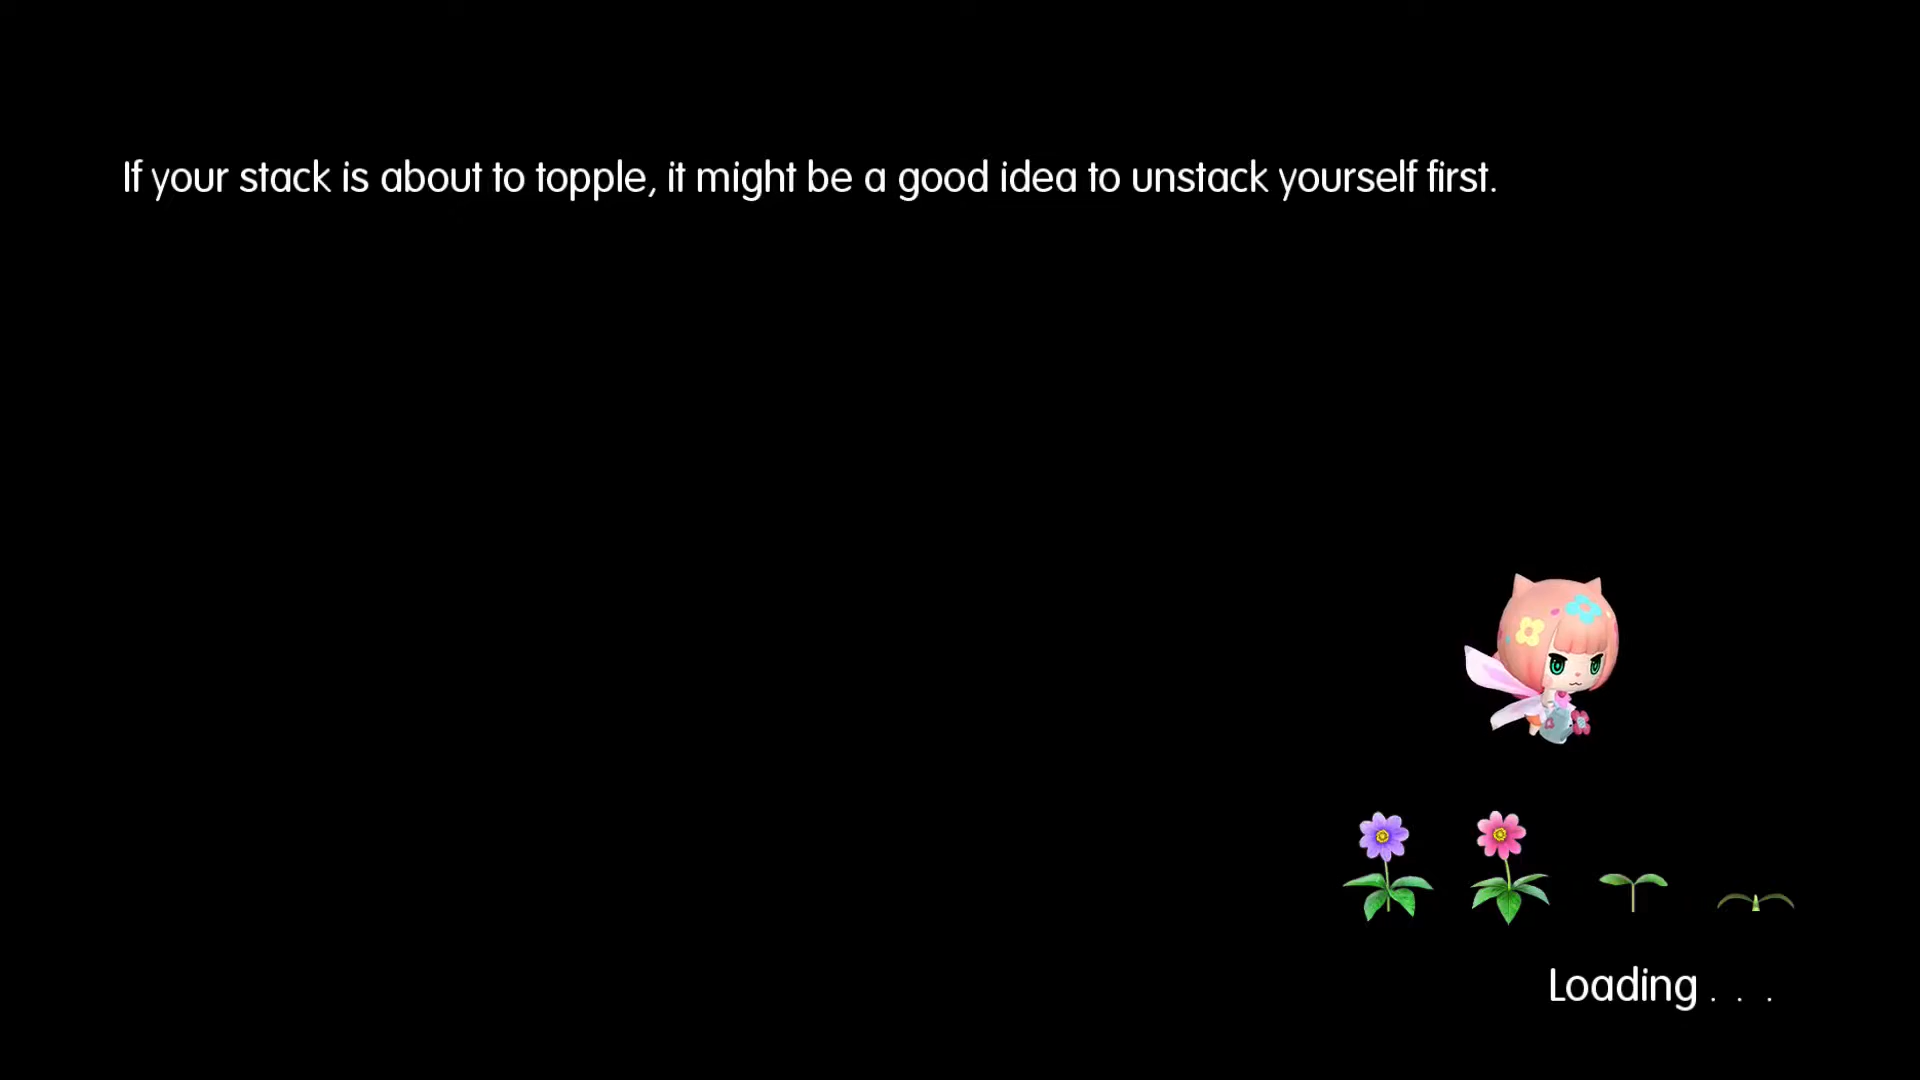 If your stack is about to topple, it might be a good idea to unstack yourself first.
Loading . . .